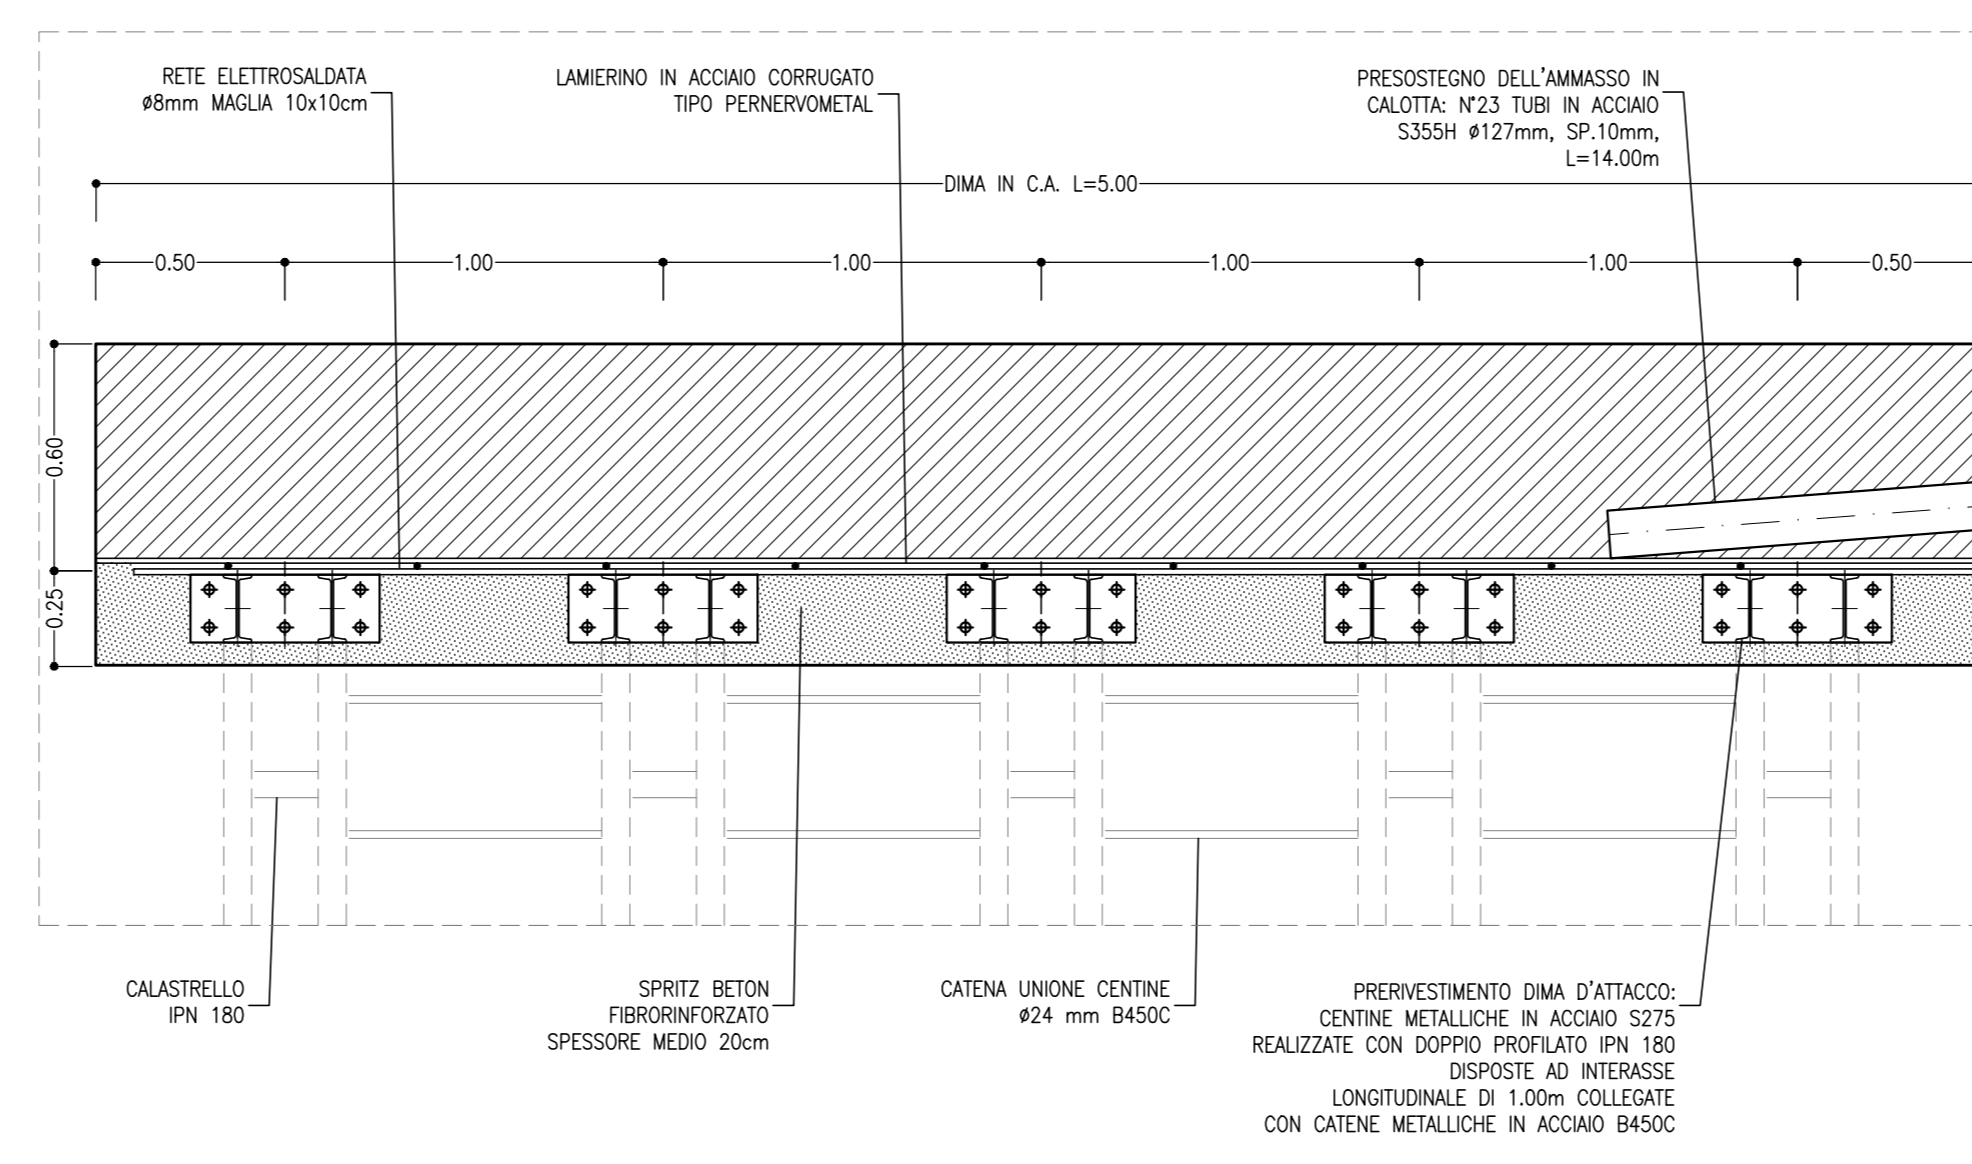 RETE ELETTROSALDATA
ø8mm MAGLIA 10x10cm
LAMIERINO IN ACCIAIO CORRUGATO
TIPO PERNERVOMETAL
PRESOSTEGNO DELL'AMMASSO IN
CALOTTA: N°23 TUBI IN ACCIAIO
S355H ø127mm, SP.10mm,
L=14.00m
DIMA IN C.A. L=5.00
0.50
1.00
1.00
1.00
1.00
0.50
0.60
0.25
CALASTRELLO
IPN 180
SPRITZ BETON
FIBRORINFORZATO
SPESSORE MEDIO 20cm
CATENA UNIONE CENTINE
ø24 mm B450C
PRERIVESTIMENTO DIMA D'ATTACCO:
CENTINE METALLICHE IN ACCIAIO S275
REALIZZATE CON DOPPIO PROFILATO IPN 180
DISPOSTE AD INTERASSE
LONGITUDINALE DI 1.00m COLLEGATE
CON CATENE METALLICHE IN ACCIAIO B450C